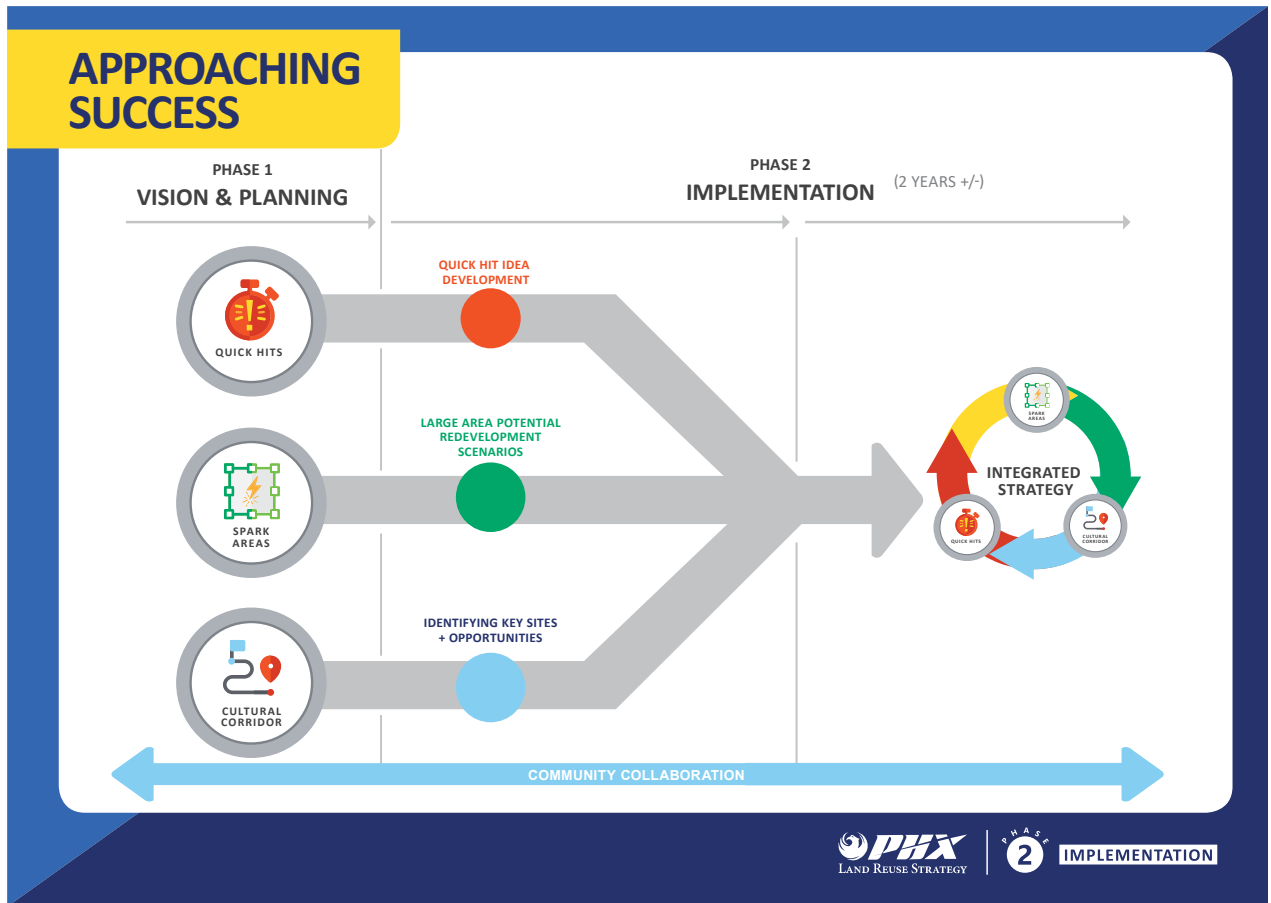 APPROACHING
SUCCESS
PHASE 1
VISION & PLANNING
PHASE 2
IMPLEMENTATION
(2 YEARS +/-)
QUICK HITS
QUICK HIT IDEA
DEVELOPMENT
SPARK
AREAS
LARGE AREA POTENTIAL
REDEVELOPMENT
SCENARIOS
CULTURAL
CORRIDOR
IDENTIFYING KEY SITES
+ OPPORTUNITIES
SPARK
AREAS
INTEGRATED
STRATEGY
QUICK HITS
CULTURAL
CORRIDOR
COMMUNITY COLLABORATION
PHX
LAND REUSE STRATEGY
PHASE
2
IMPLEMENTATION